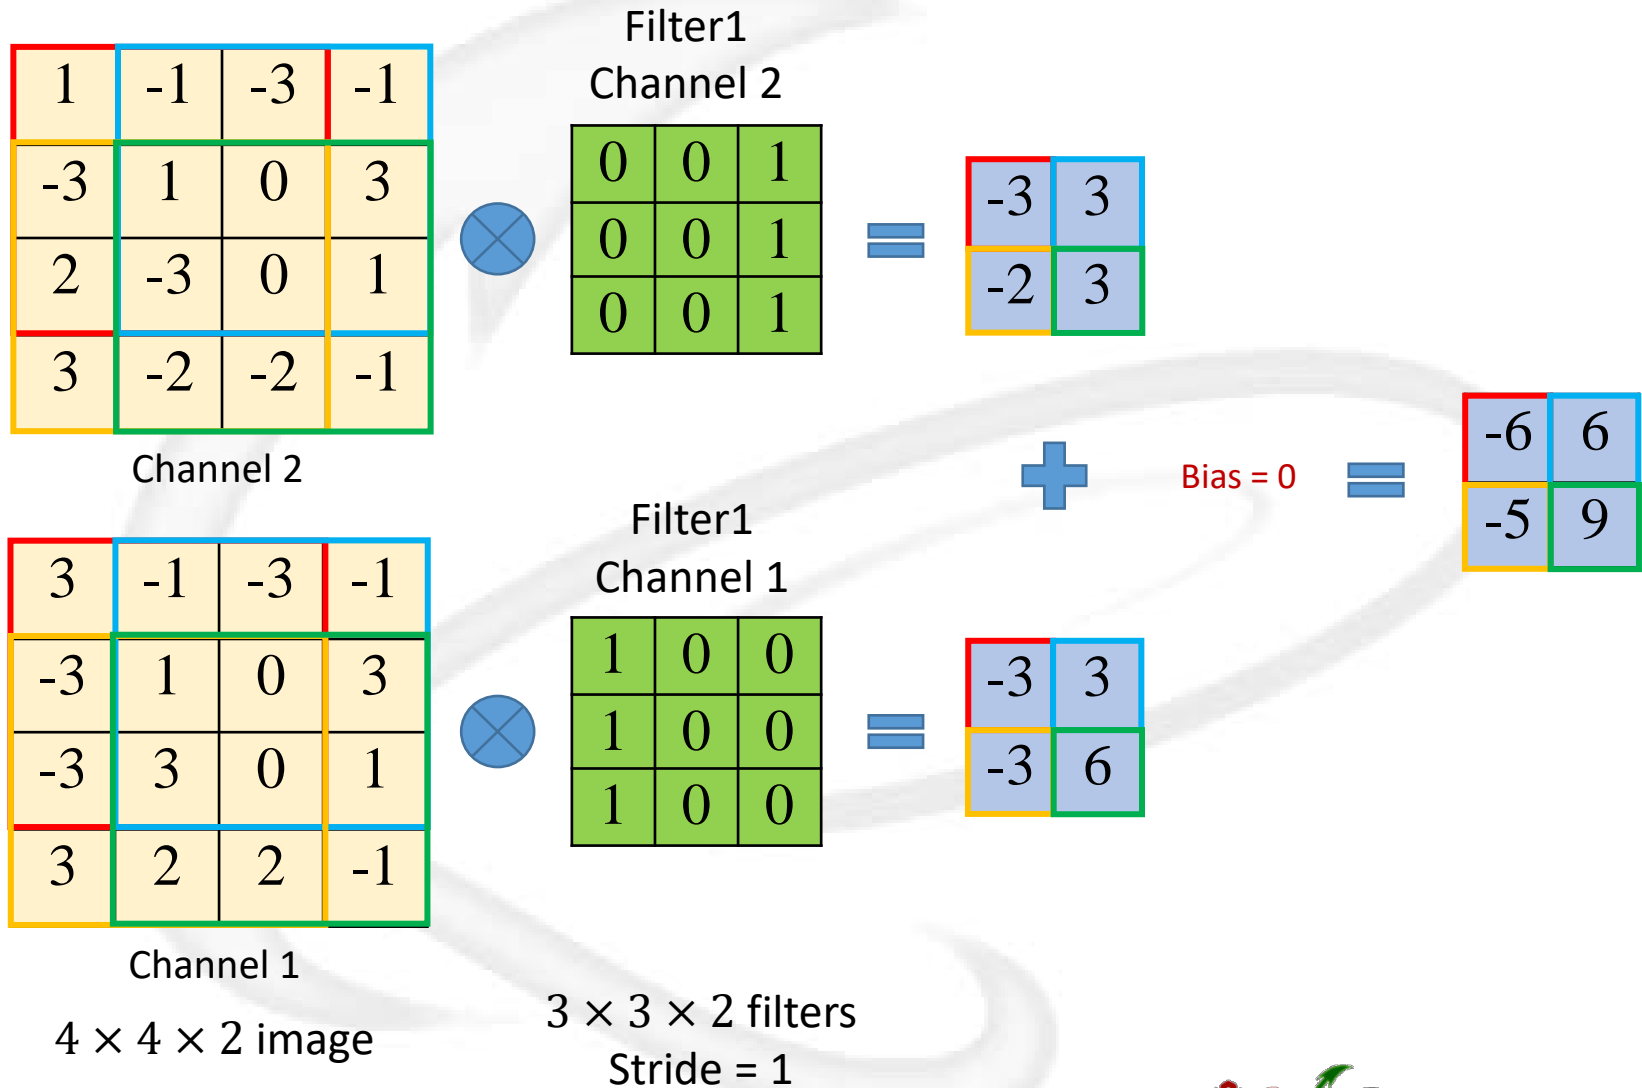 Filter1
Channel 2
1 -1 -3 -1
-3 1 0 3
2 -3 0 1
3 -2 -2 -1
Channel 2
0 0 1
0 0 1
0 0 1
-3 3
-2 3
Bias = 0
-6 6
-5 9
Filter1
Channel 1
3 -1 -3 -1
-3 1 0 3
-3 3 0 1
3 2 2 -1
Channel 1
4 × 4 × 2 image
1 0 0
1 0 0
1 0 0
-3 3
-3 6
3 × 3 × 2 filters
Stride = 1